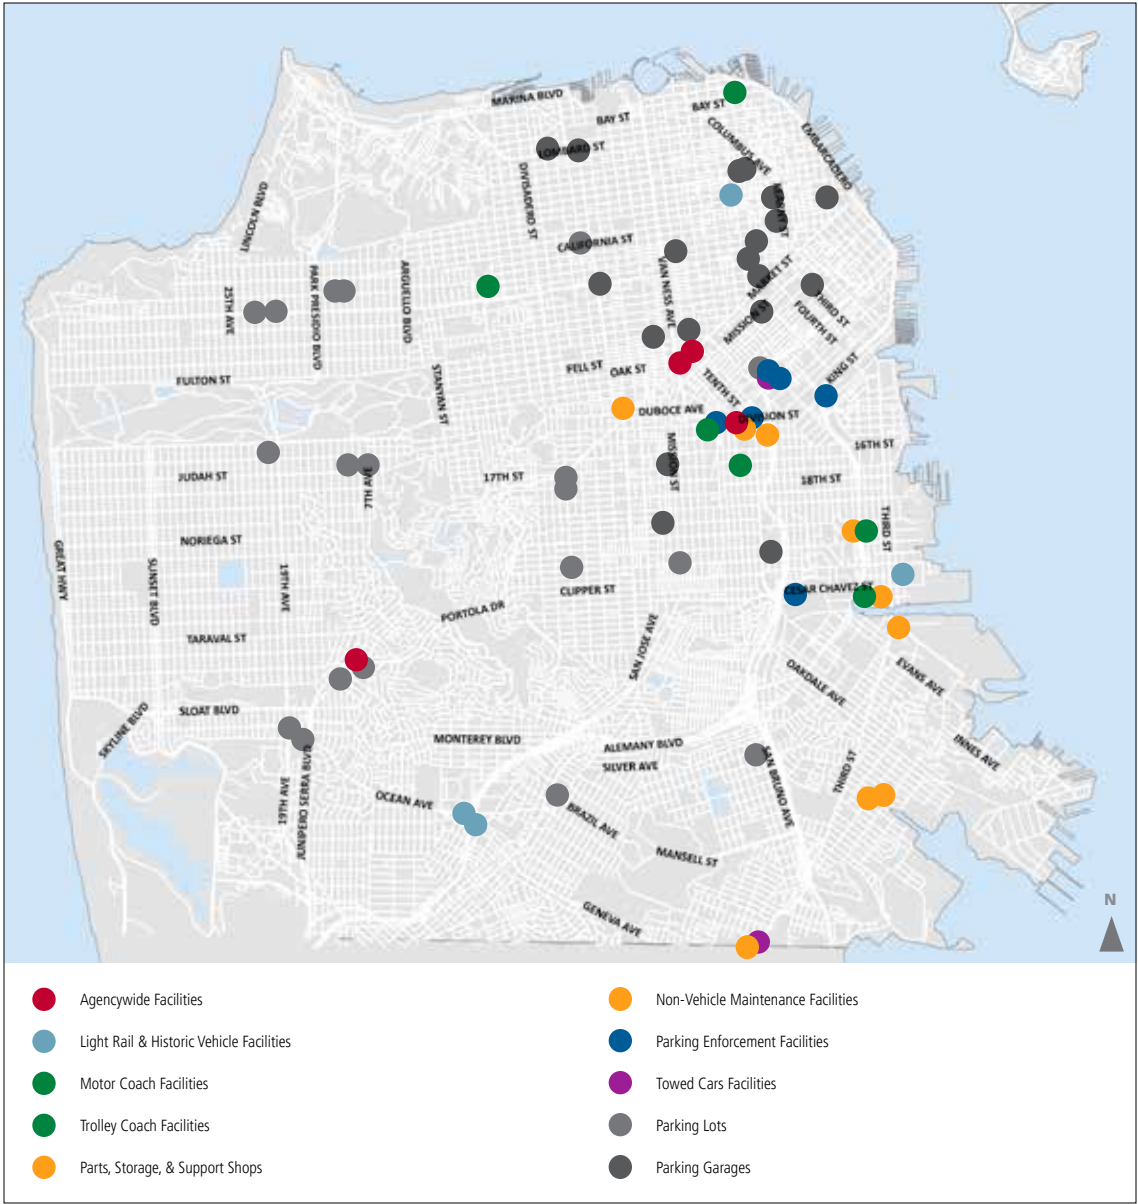 MARINA BLVD
BAY ST
BAY ST
COLUMBUS AVE
EMBARCADERO
LOMBARD ST
DIVISADERO ST
LINCOLN BLVD
KEARNY ST
CALIFORNIA ST
VAN NESS AVE
MARKET ST
25TH AVE
PARK PRESIDIO BLVD
ARGUELLO BLVD
MISSION ST
THIRD ST
FOURTH ST
FULTON ST
STANYAN ST
FELL ST
OAK ST
TENTH ST
KING ST
DUBOCE AVE
DIVISION ST
16TH ST
JUDAH ST
7TH AVE
17TH ST
MISSION ST
18TH ST
GREAT HWY
SUNSET BLVD
NORIEGA ST
19TH AVE
THIRD ST
CLIPPER ST
CESAR CHAVEZ ST
PORTOLA DR
TARAVAL ST
SAN JOSE AVE
OAKDALE AVE
EVANS AVE
SKYLINE BLVD
SLOAT BLVD
MONTEREY BLVD
ALEMANY BLVD
SILVER AVE
SAN BRUNO AVE
THIRD ST
INNES AVE
19TH AVE
JUNIPERO SERRA BLVD
OCEAN AVE
BRAZIL AVE
MANSELL ST
GENEVA AVE
N
Agencywide Facilities
Light Rail & Historic Vehicle Facilities
Motor Coach Facilities
Trolley Coach Facilities
Parts, Storage, & Support Shops
Non-Vehicle Maintenance Facilities
Parking Enforcement Facilities
Towed Cars Facilities
Parking Lots
Parking Garages